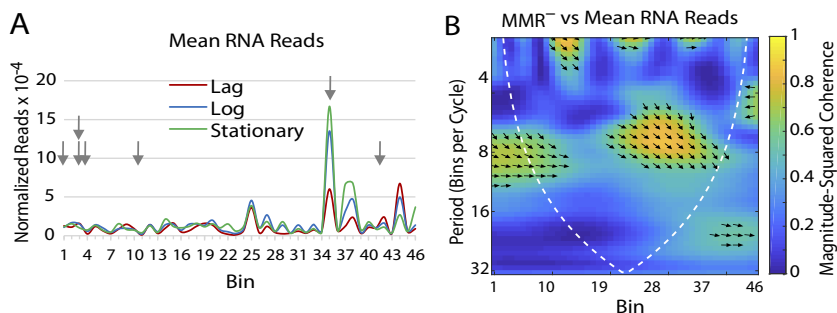 A
Mean RNA Reads
Normalized Reads x 10⁻⁴
20
15
10
5
0
Lag
Log
Stationary
1 4 7 10 13 16 19 22 25 28 31 34 37 40 43 46
Bin
B
MMR⁻ vs Mean RNA Reads
Period (Bins per Cycle)
4
8
16
32
1 10 19 28 37 46
Bin
1
0.8
0.6
0.4
0.2
0
Magnitude-Squared Coherence